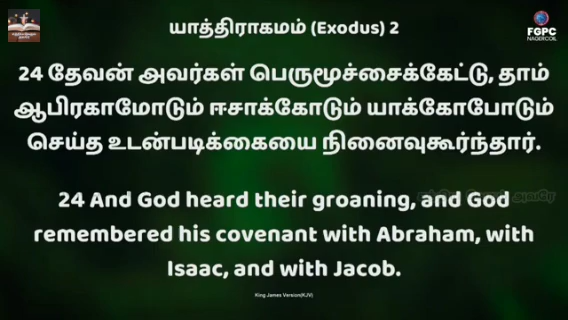 யாத்திராகமம் (Exodus) 2
FGPC
NAGERCOIL
24 தேவன் அவர்கள் பெருமூச்சைக்கேட்டு, தாம்
ஆபிரகாமோடும் ஈசாக்கோடும் யாக்கோபோடும்
செய்த உடன்படிக்கையை நினைவுகூர்ந்தார்.
24 And God heard their groaning, and God
remembered his covenant with Abraham, with
Isaac, and with Jacob.
King James Version(KJV)